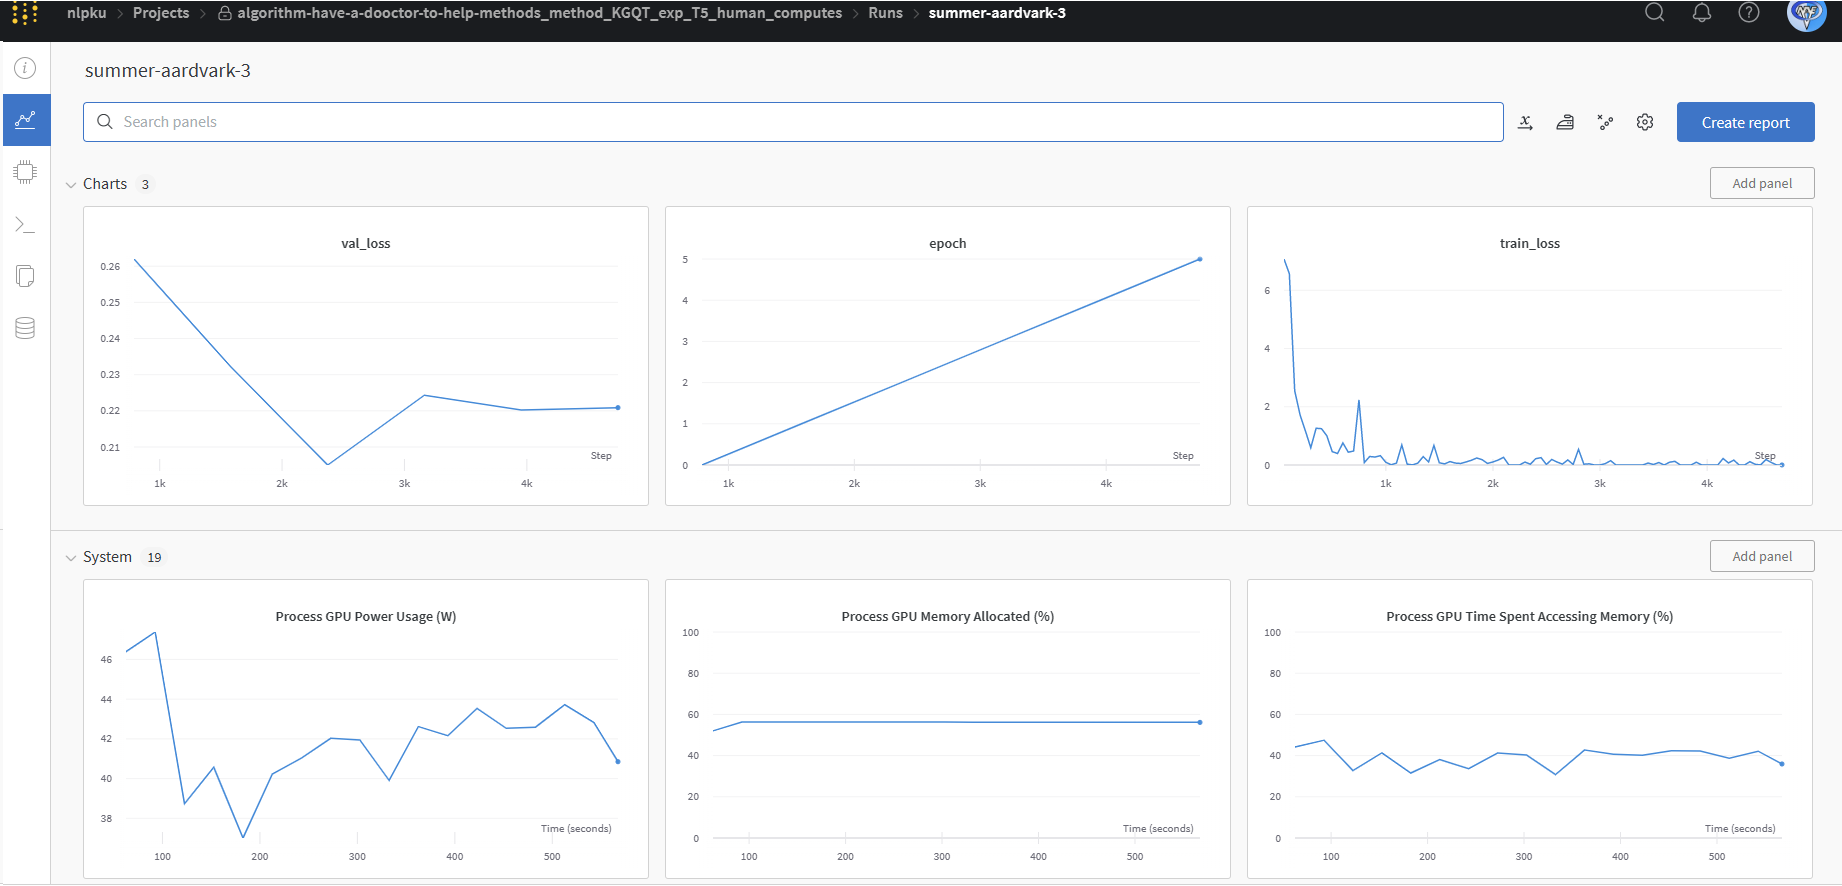 nlpku > Projects > algorithm-have-a-dooctor-to-help-methods_method_KGQT_exp_T5_human_computes > Runs > summer-aardvark-3
summer-aardvark-3
Search panels
Create report
Charts 3
Add panel
val_loss
0.26
0.25
0.24
0.23
0.22
0.21
Step
1k 2k 3k 4k
epoch
5
4
3
2
1
0
Step
1k 2k 3k 4k
train_loss
6
4
2
0
Step
1k 2k 3k 4k
System 19
Add panel
Process GPU Power Usage (W)
46
44
42
40
38
Time (seconds)
100 200 300 400 500
Process GPU Memory Allocated (%)
100
80
60
40
20
0
Time (seconds)
100 200 300 400 500
Process GPU Time Spent Accessing Memory (%)
100
80
60
40
20
0
Time (seconds)
100 200 300 400 500